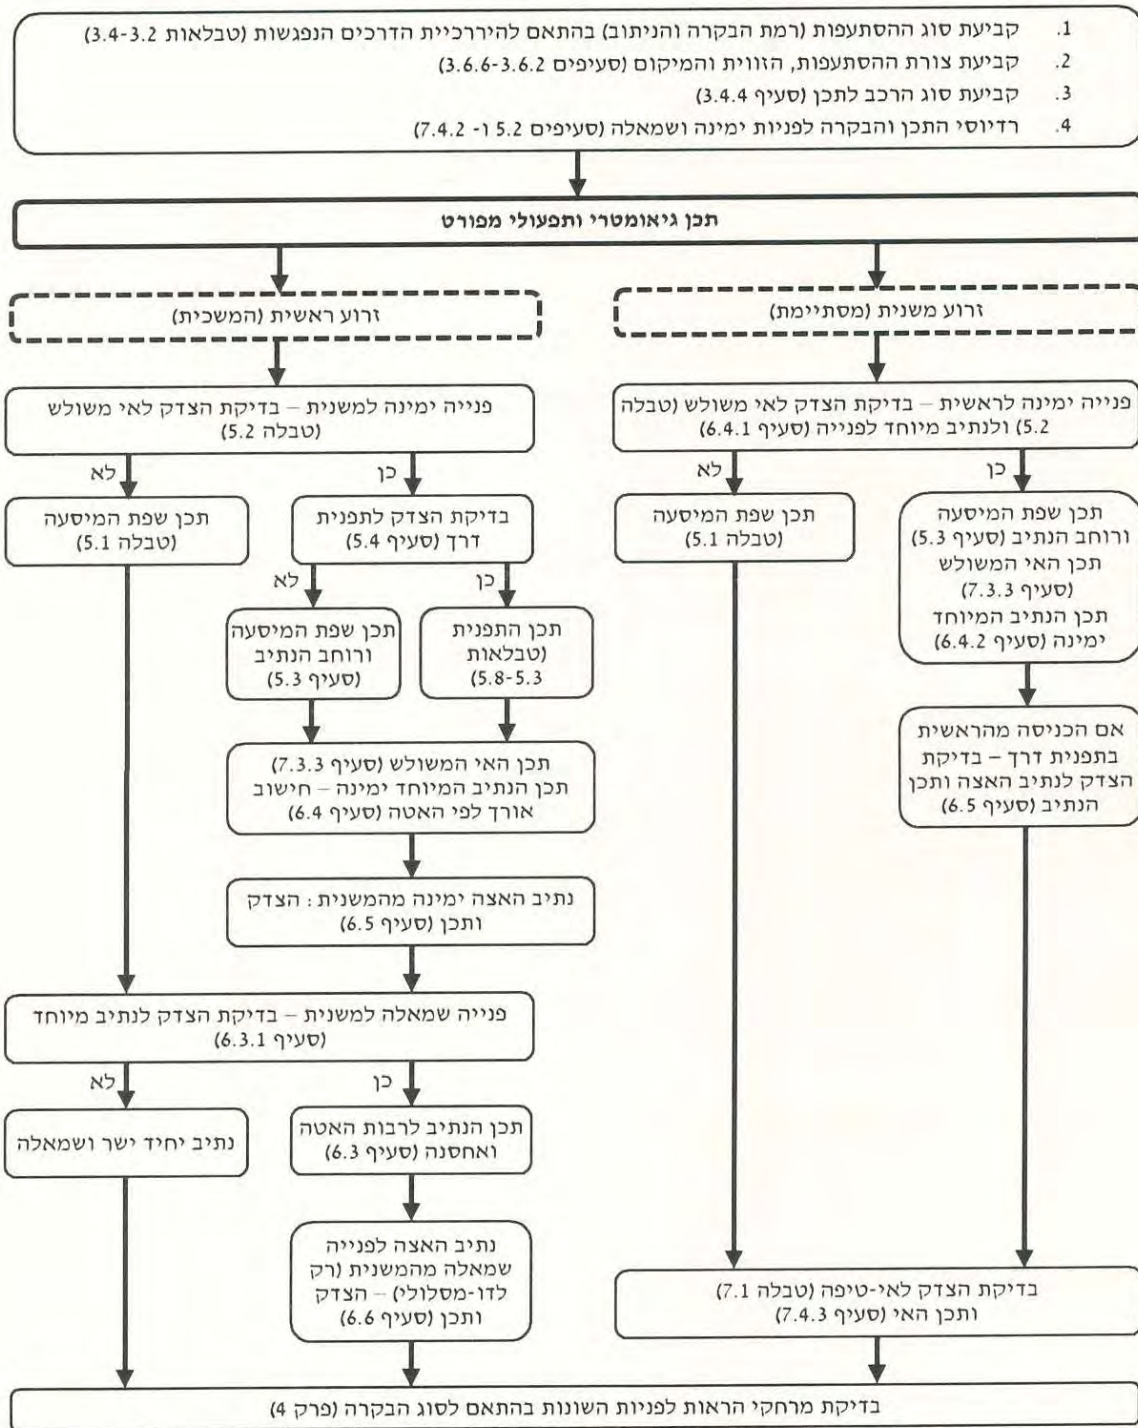 1. קביעת סוג ההסתעפות (רמת הבקרה והניתוב) בהתאם להיררכיית הדרכים הנפגשות (טבלאות 3.4-3.2)
2. קביעת צורת ההסתעפות, הזווית והמיקום (סעיפים 3.6.6-3.6.2)
3. קביעת סוג הרכב לתכן (סעיף 3.4.4)
4. רדיוסי התכן והבקרה לפניות ימינה ושמאלה (סעיפים 5.2 ו- 7.4.2)
תכן גיאומטרי ותפעולי מפורט
זרוע משנית (מסתיימת)
פנייה ימינה לראשית – בדיקת הצדק לאי משולש (טבלה
5.2) ולנתיב מיוחד לפנייה (סעיף 6.4.1)
כן
לא
תכן שפת המיסעה
ורוחב הנתיב (סעיף 5.3)
תכן האי המשולש
(סעיף 7.3.3)
תכן הנתיב המיוחד
ימינה (סעיף 6.4.2)
תכן שפת המיסעה
(טבלה 5.1)
אם הכניסה מהראשית
בתפנית דרך – בדיקת
הצדק לנתיב האצה ותכן
הנתיב (סעיף 6.5)
בדיקת הצדק לאי-טיפה (טבלה 7.1)
ותכן האי (סעיף 7.4.3)
זרוע ראשית (המשכית)
פנייה ימינה למשנית – בדיקת הצדק לאי משולש
(טבלה 5.2)
כן
לא
בדיקת הצדק לתפנית
דרך (סעיף 5.4)
תכן שפת המיסעה
(טבלה 5.1)
כן
לא
תכן התפנית
(טבלאות
5.8-5.3)
תכן שפת המיסעה
ורוחב הנתיב
(סעיף 5.3)
תכן האי המשולש (סעיף 7.3.3)
תכן הנתיב המיוחד ימינה – חישוב
אורך לפי האטה (סעיף 6.4)
נתיב האצה ימינה מהמשנית : הצדק
ותכן (סעיף 6.5)
פנייה שמאלה למשנית – בדיקת הצדק לנתיב מיוחד
(סעיף 6.3.1)
כן
לא
תכן הנתיב לרבות האטה
ואחסנה (סעיף 6.3)
נתיב יחיד ישר ושמאלה
נתיב האצה לפנייה
שמאלה מהמשנית (רק
לדו-מסלולי) – הצדק
ותכן (סעיף 6.6)
בדיקת מרחקי הראות לפניות השונות בהתאם לסוג הבקרה (פרק 4)